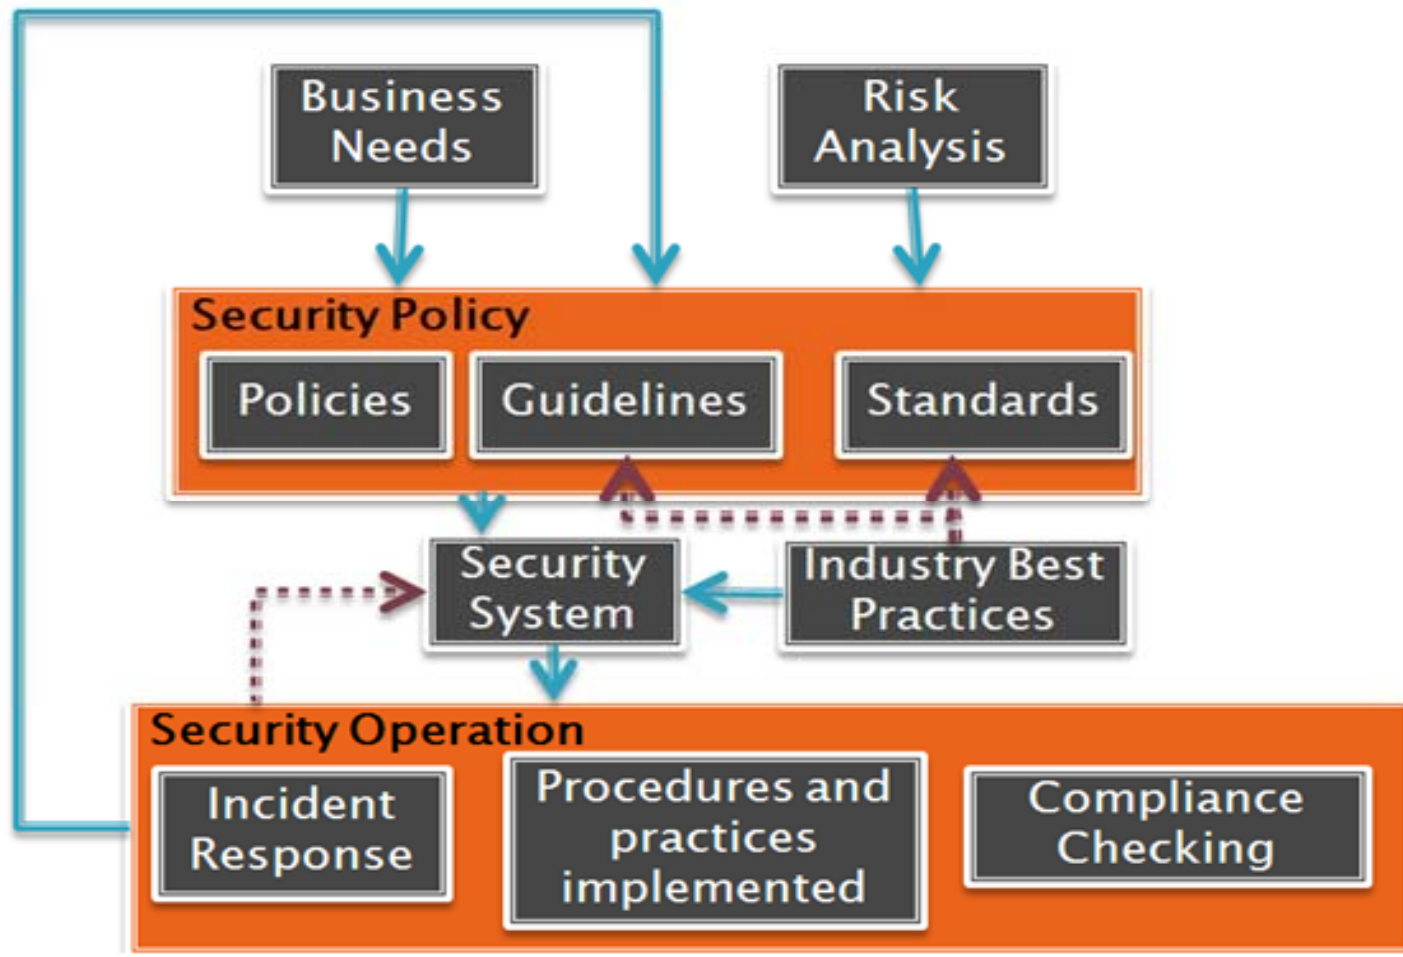 Business
Needs
Risk
Analysis
Security Policy
Policies
Guidelines
Standards
Security
System
Industry Best
Practices
Security Operation
Incident
Response
Procedures and
practices
implemented
Compliance
Checking